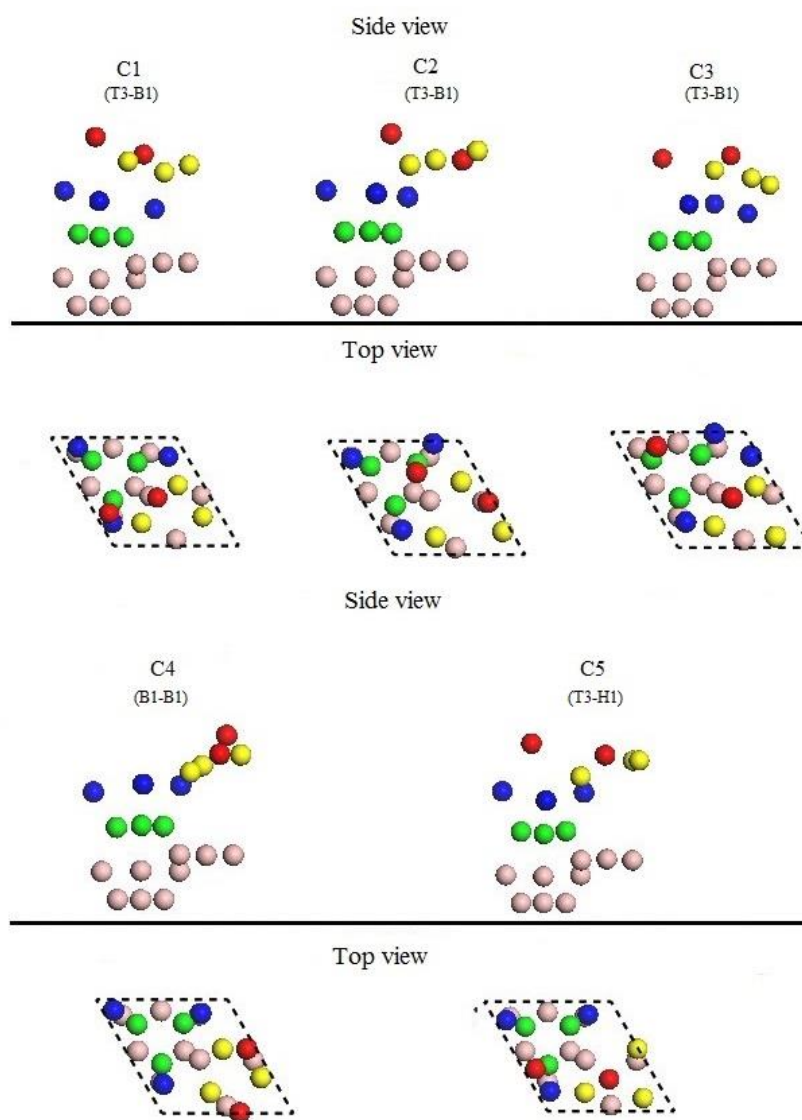 Side view
C1
(T3-B1)
C2
(T3-B1)
C3
(T3-B1)
Top view
Side view
C4
(B1-B1)
C5
(T3-H1)
Top view